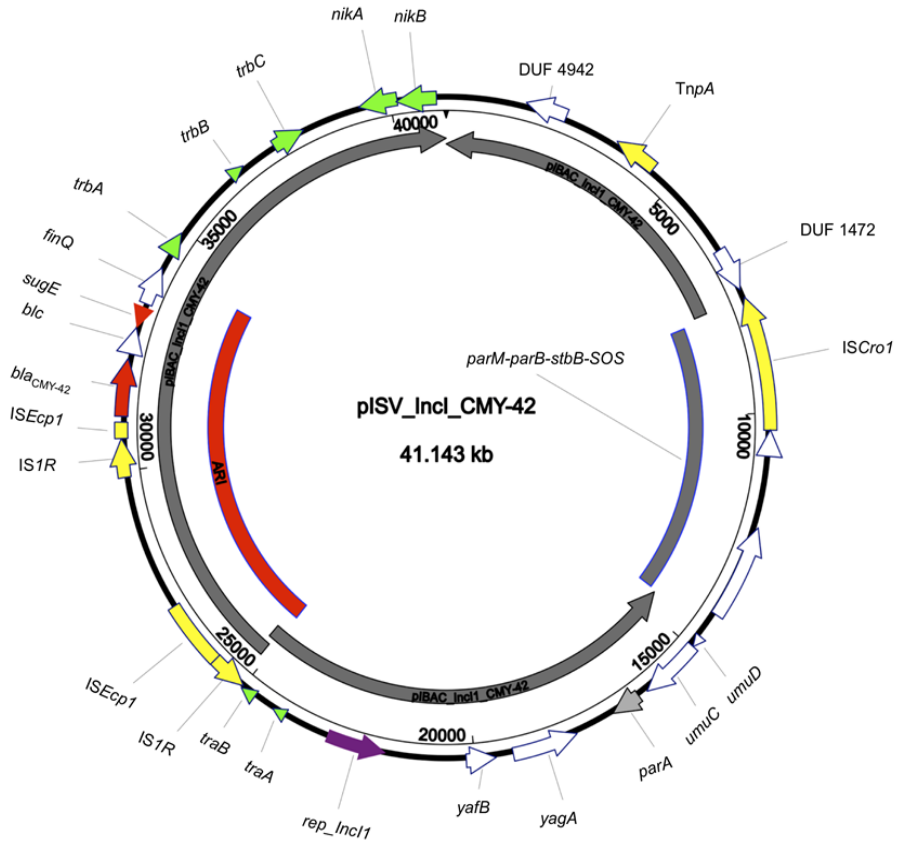 nikA
nikB
DUF 4942
TnpA
trbC
trbB
trbA
finQ
sugE
blc
blaCMY-42
ISEcp1
IS1R
40000
35000
30000
25000
20000
15000
10000
5000
pIBAC_IncI1_CMY-42
pIBAC_IncI1_CMY-42
pIBAC_IncI1_CMY-42
DUF 1472
ISCro1
parM-parB-stbB-SOS
pISV_IncI_CMY-42
41.143 kb
ARI
ISEcp1
IS1R
traB
traA
rep_IncI1
yafB
yagA
parA
umuC
umuD